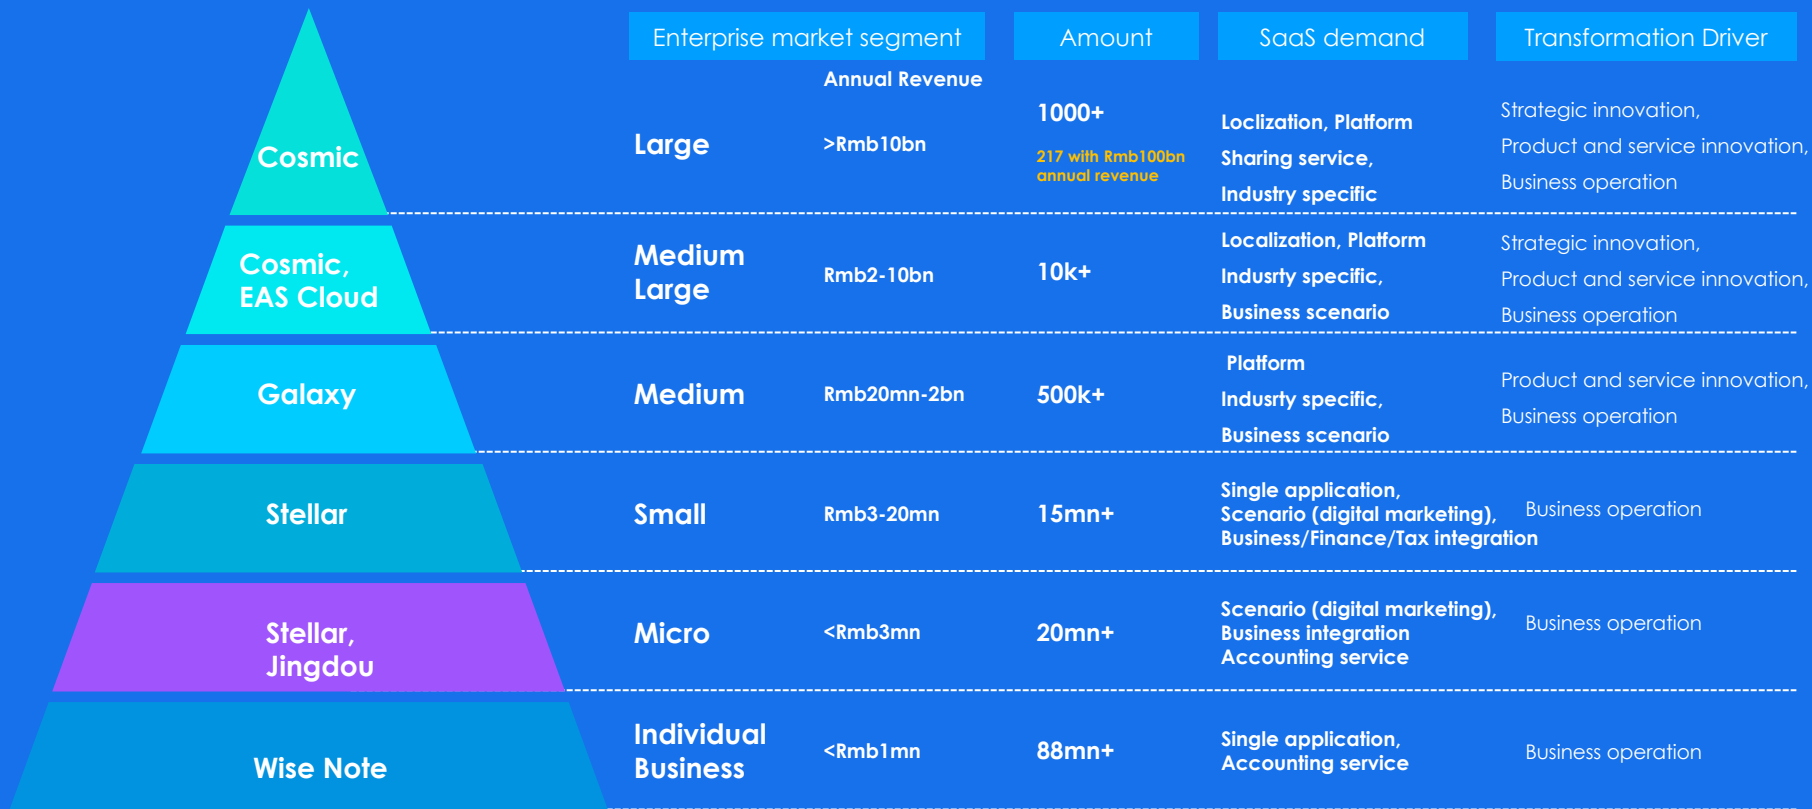 Enterprise market segment
Amount
SaaS demand
Transformation Driver
Annual Revenue
Cosmic
Large
>Rmb10bn
1000+
217 with Rmb100bn
annual revenue
Loclization, Platform
Sharing service,
Industry specific
Strategic innovation,
Product and service innovation,
Business operation
Cosmic,
EAS Cloud
Medium
Large
Rmb2-10bn
10k+
Localization, Platform
Indusrty specific,
Business scenario
Strategic innovation,
Product and service innovation,
Business operation
Galaxy
Medium
Rmb20mn-2bn
500k+
Platform
Indusrty specific,
Business scenario
Product and service innovation,
Business operation
Stellar
Small
Rmb3-20mn
15mn+
Single application,
Scenario (digital marketing),
Business/Finance/Tax integration
Business operation
Stellar,
Jingdou
Micro
<Rmb3mn
20mn+
Scenario (digital marketing),
Business integration
Accounting service
Business operation
Wise Note
Individual
Business
<Rmb1mn
88mn+
Single application,
Accounting service
Business operation